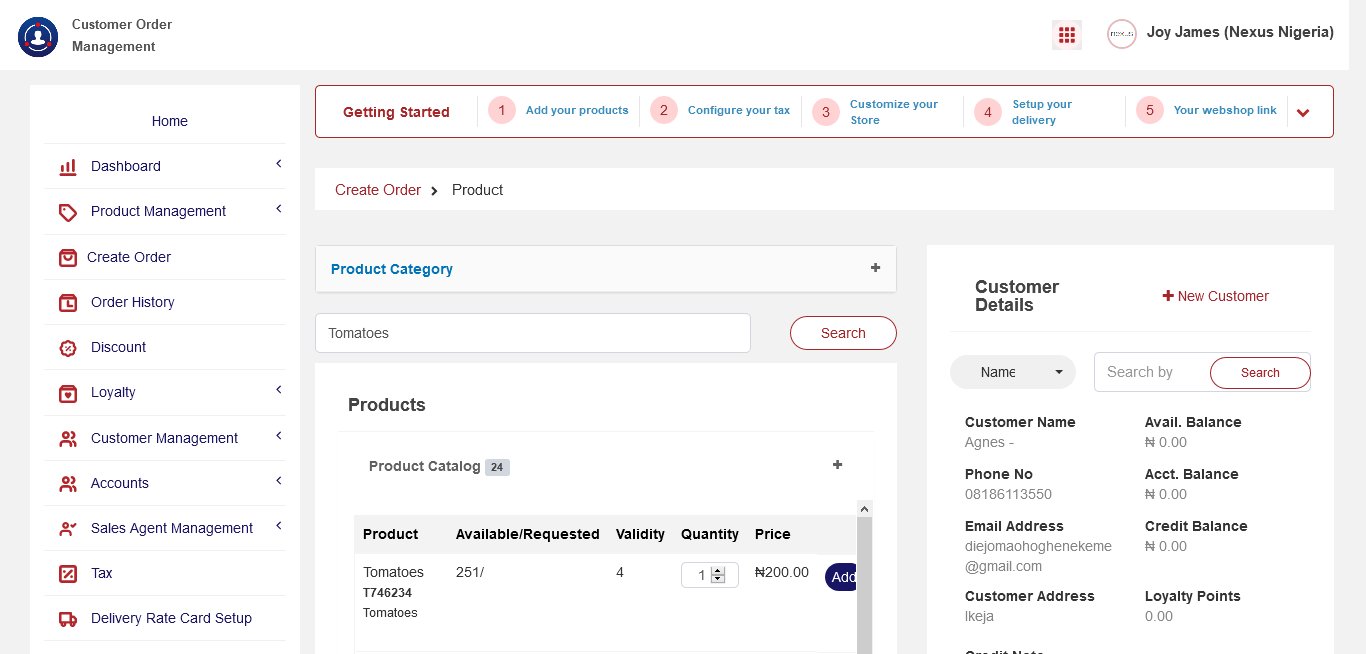 Customer Order
Management
nexus
Joy James (Nexus Nigeria)
Home
Dashboard
Product Management
Create Order
Order History
Discount
Loyalty
Customer Management
Accounts
Sales Agent Management
Tax
Delivery Rate Card Setup
Getting Started
1 Add your products
2 Configure your tax
3 Customize your
Store
4 Setup your
delivery
5 Your webshop link
Create Order > Product
Product Category +
Tomatoes
Search
Products
Product Catalog 24 +
Product Available/Requested Validity Quantity Price
Tomatoes 251/ 4 1 ₦200.00 Add
T746234
Tomatoes
Customer
Details
+ New Customer
Name
Search by
Search
Customer Name Avail. Balance
Agnes - ₦ 0.00
Phone No Acct. Balance
08186113550 ₦ 0.00
Email Address Credit Balance
diejomaohoghenekeme ₦ 0.00
@gmail.com
Customer Address Loyalty Points
Ikeja 0.00
Credit Note